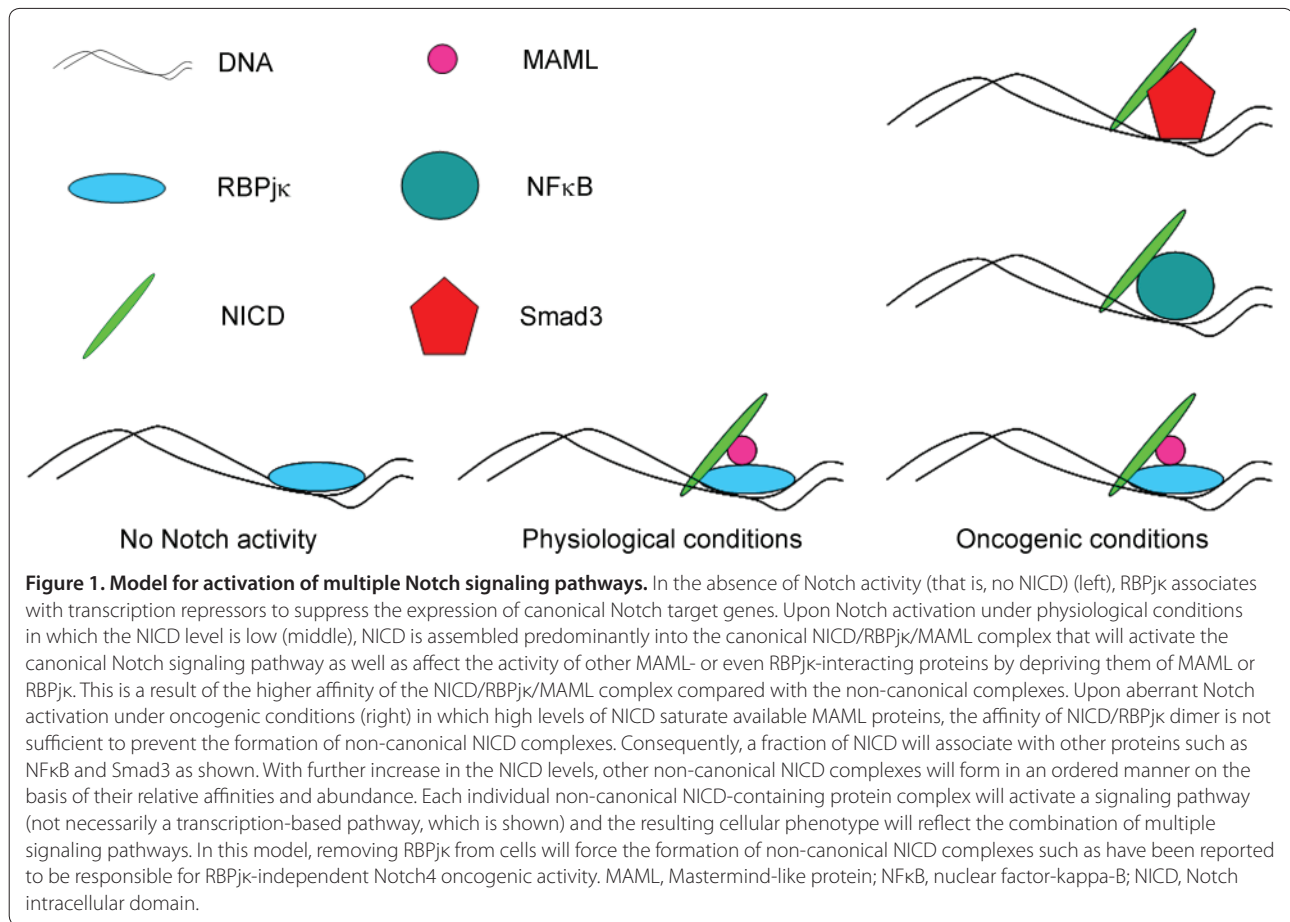 DNA
MAML
RBPjκ
NFκB
NICD
Smad3
No Notch activity
Physiological conditions
Oncogenic conditions
Figure 1. Model for activation of multiple Notch signaling pathways. In the absence of Notch activity (that is, no NICD) (left), RBPjκ associates
with transcription repressors to suppress the expression of canonical Notch target genes. Upon Notch activation under physiological conditions
in which the NICD level is low (middle), NICD is assembled predominantly into the canonical NICD/RBPjκ/MAML complex that will activate the
canonical Notch signaling pathway as well as affect the activity of other MAML- or even RBPjκ-interacting proteins by depriving them of MAML or
RBPjκ. This is a result of the higher affinity of the NICD/RBPjκ/MAML complex compared with the non-canonical complexes. Upon aberrant Notch
activation under oncogenic conditions (right) in which high levels of NICD saturate available MAML proteins, the affinity of NICD/RBPjκ dimer is not
sufficient to prevent the formation of non-canonical NICD complexes. Consequently, a fraction of NICD will associate with other proteins such as
NFκB and Smad3 as shown. With further increase in the NICD levels, other non-canonical NICD complexes will form in an ordered manner on the
basis of their relative affinities and abundance. Each individual non-canonical NICD-containing protein complex will activate a signaling pathway
(not necessarily a transcription-based pathway, which is shown) and the resulting cellular phenotype will reflect the combination of multiple
signaling pathways. In this model, removing RBPjκ from cells will force the formation of non-canonical NICD complexes such as have been reported
to be responsible for RBPjκ-independent Notch4 oncogenic activity. MAML, Mastermind-like protein; NFκB, nuclear factor-kappa-B; NICD, Notch
intracellular domain.